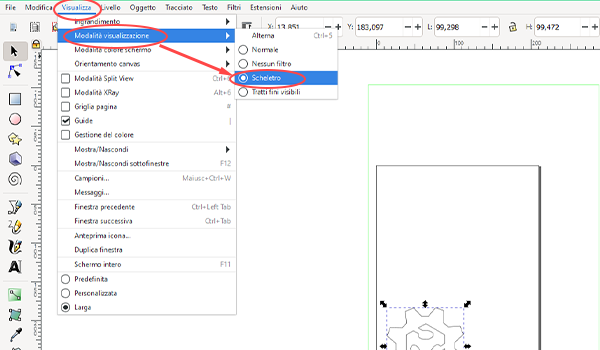 File Modifica Visualizza Livello Oggetto Tracciato Testo Filtri Estensioni Aiuto
X: 13,851 Y: 183,097 L: 99,298 H: 99,472
Ingrandimento
Modalità visualizzazione
Modalità colore schermo
Orientamento canvas
Modalità Split View Ctrl+6
Modalità XRay Alt+6
Griglia pagina #
Guide |
Gestione del colore
Mostra/Nascondi
Mostra/Nascondi sottofinestre F12
Campioni... Maiusc+Ctrl+W
Messaggi...
Finestra precedente Ctrl+Left Tab
Finestra successiva Ctrl+Tab
Anteprima icona...
Duplica finestra
Schermo intero F11
Predefinita
Personalizzata
Larga
Alterna Ctrl+5
Normale
Nessun filtro
Scheletro
Tratti fini visibili
0 100 200